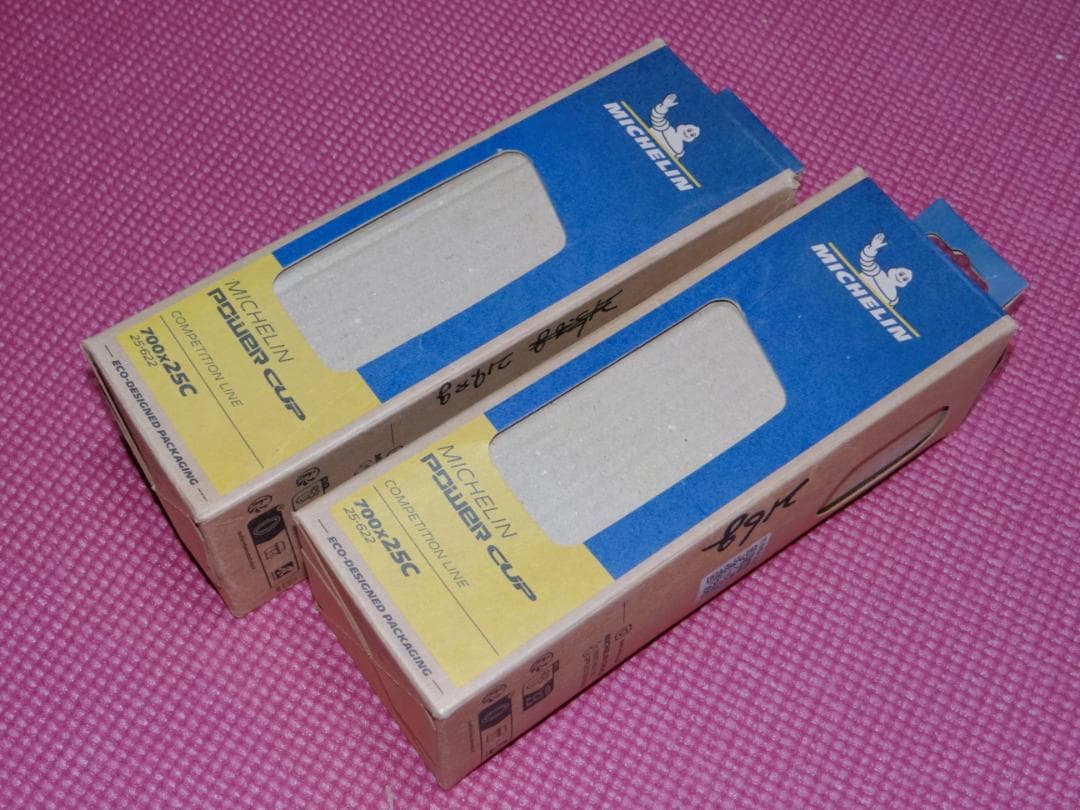 MICHELIN
MICHELIN
POWER CUP
COMPETITION LINE
700x25C
25-622
— ECO-DESIGNED PACKAGING —
MICHELIN
MICHELIN
POWER CUP
COMPETITION LINE
700x25C
25-622
— ECO-DESIGNED PACKAGING —